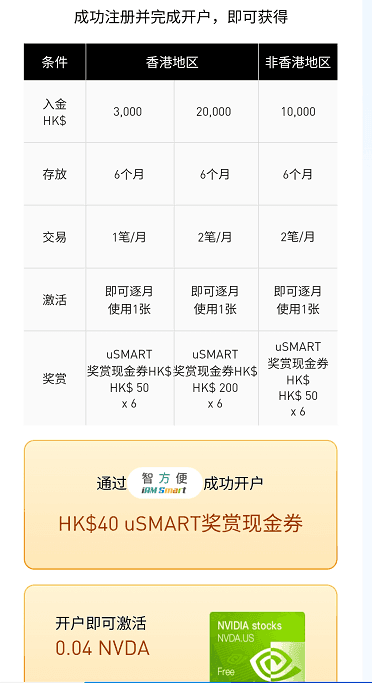 成功注册并完成开户，即可获得
条件 香港地区 非香港地区
入金
HK$
3,000 20,000 10,000
存放 6个月 6个月 6个月
交易 1笔/月 2笔/月 2笔/月
激活
即可逐月
使用1张
即可逐月
使用1张
即可逐月
使用1张
奖赏
uSMART
奖赏现金券HK$
HK$ 50
x 6
uSMART
奖赏现金券HK$
HK$ 200
x 6
uSMART
奖赏现金券
HK$
HK$ 50
x 6
通过 智方便 成功开户
iAM Smart
HK$40 uSMART奖赏现金券
开户即可激活
0.04 NVDA
NVIDIA stocks
NVDA.US
Free